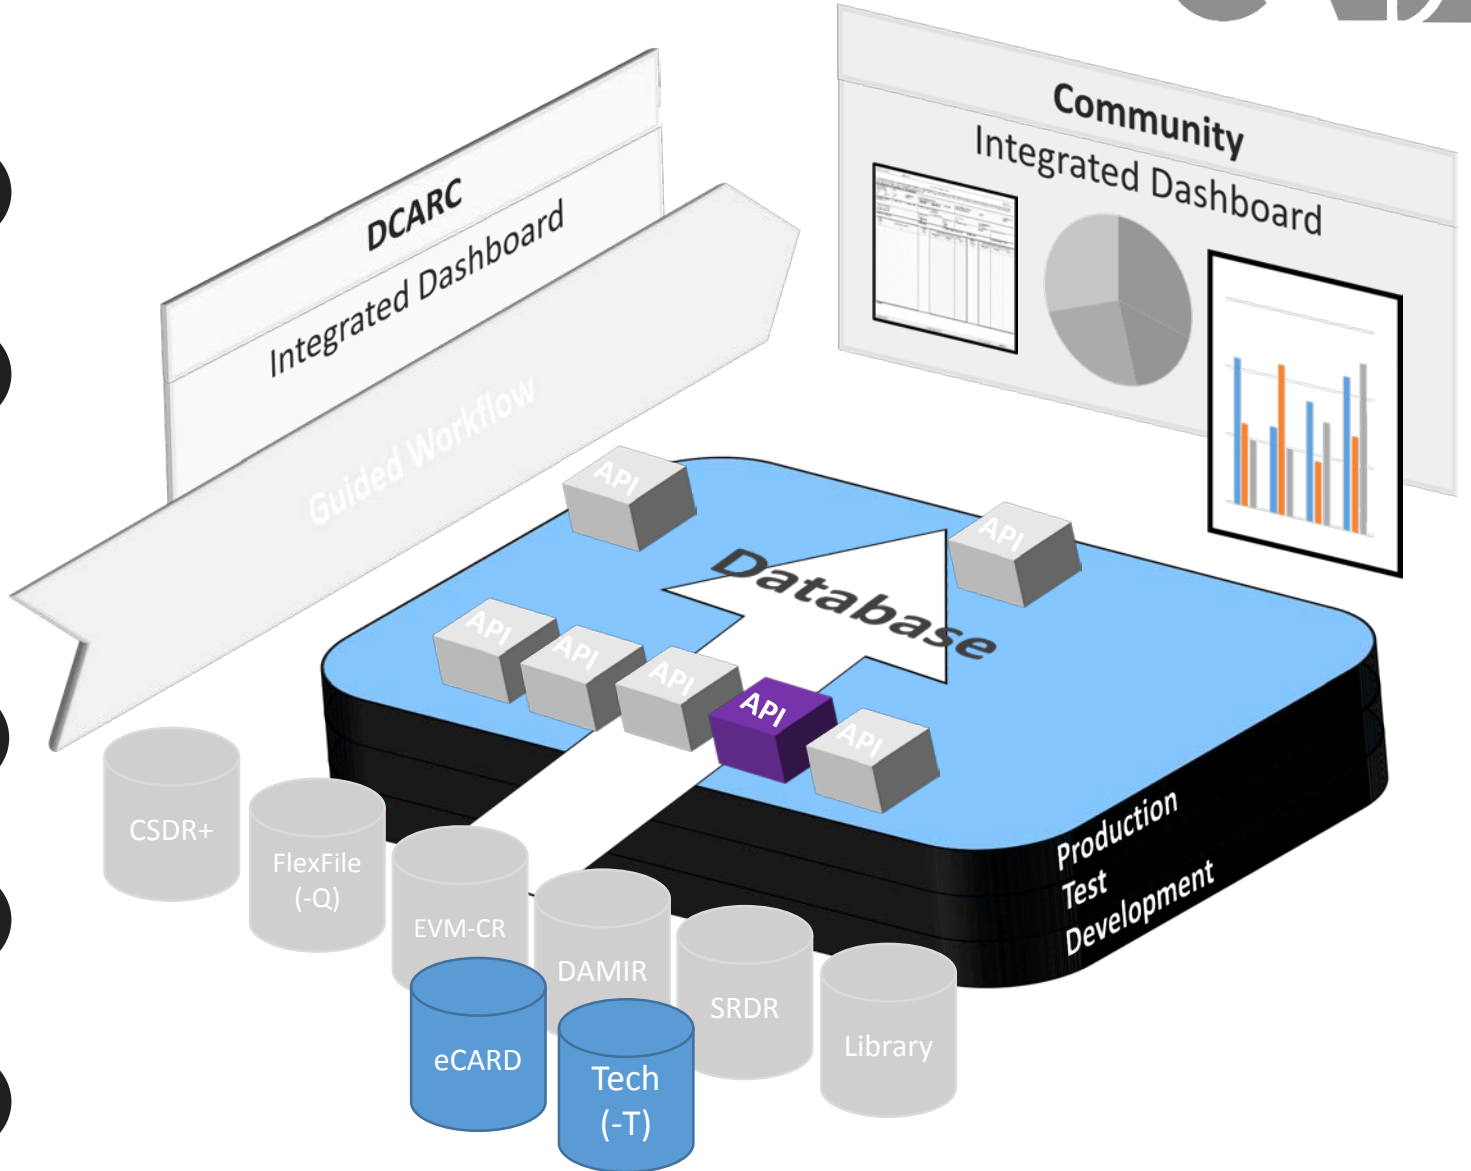 DCARC
Integrated Dashboard
Guided Workflow
Community
Integrated Dashboard
API
API
Database
API
API
API
API
API
Production
Test
Development
CSDR+
FlexFile
(-Q)
EVM-CR
DAMIR
SRDR
Library
eCARD
Tech
(-T)